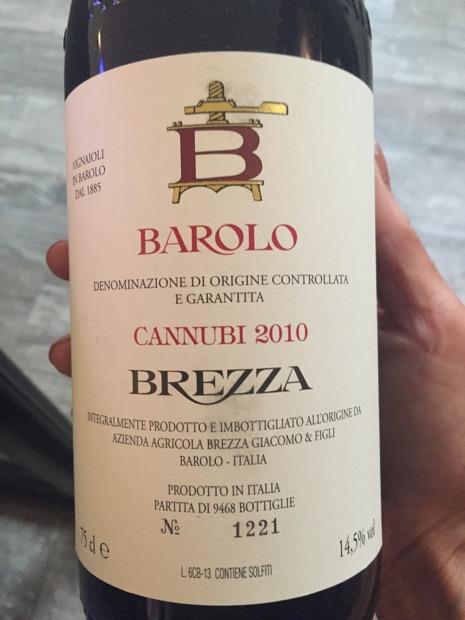 B
VIGNAIOLI
IN BAROLO
DAL 1885
BAROLO
DENOMINAZIONE DI ORIGINE CONTROLLATA
E GARANTITA
CANNUBI 2010
BREZZA
INTEGRALMENTE PRODOTTO E IMBOTTIGLIATO ALL'ORIGINE DA
AZIENDA AGRICOLA BREZZA GIACOMO & FIGLI
BAROLO - ITALIA
PRODOTTO IN ITALIA
PARTITA DI 9468 BOTTIGLIE
No 1221
75 cl e
14,5% vol
L. 6CB-13 CONTIENE SOLFITI